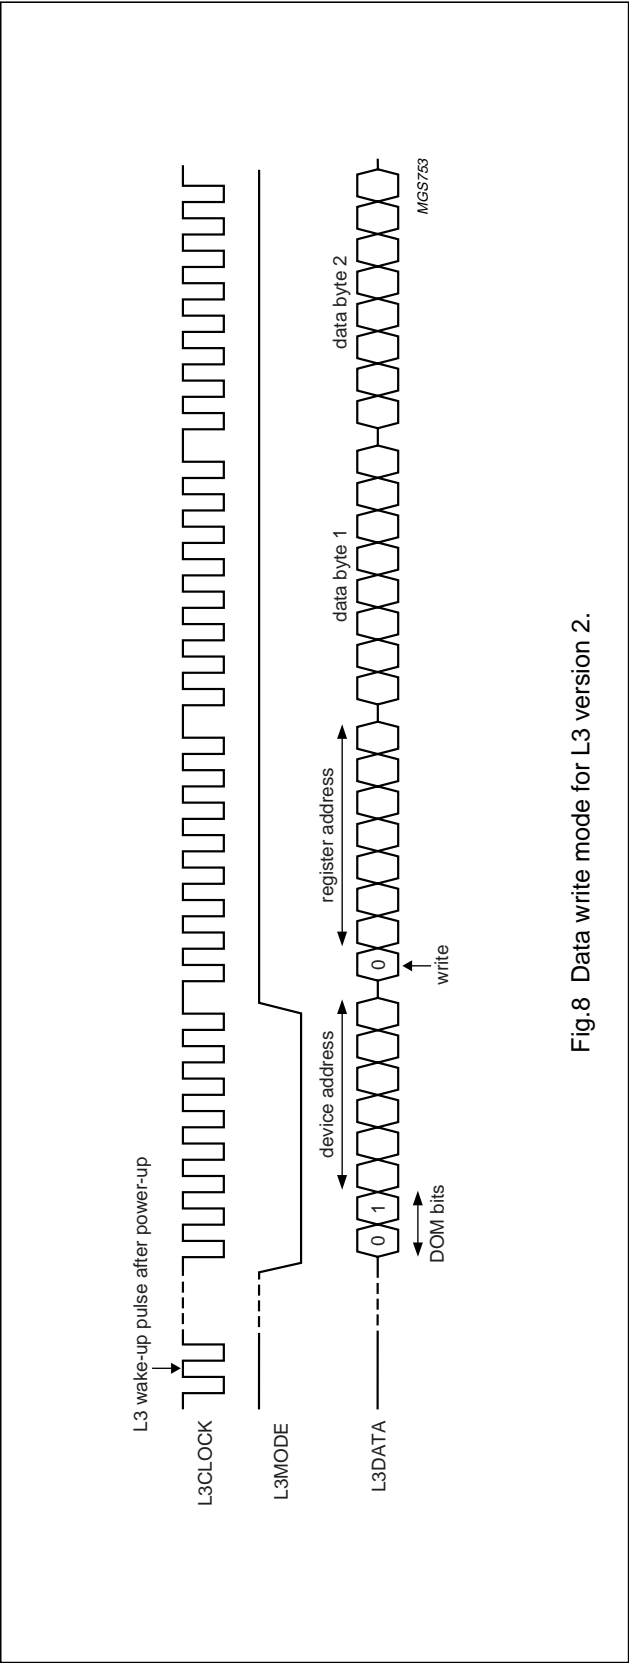 L3 wake-up pulse after power-up
L3CLOCK
L3MODE
device address
register address
data byte 1
data byte 2
L3DATA
0
1
0
DOM bits
write
MGS753
Fig.8 Data write mode for L3 version 2.